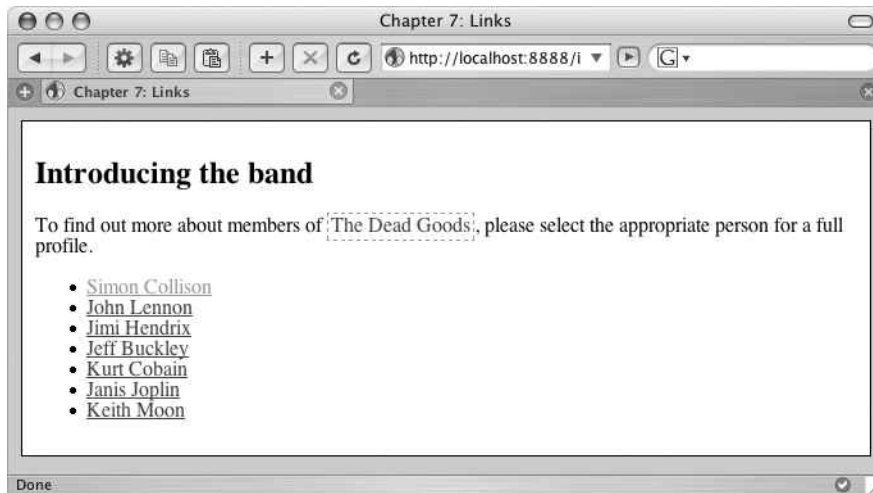 Chapter 7: Links
http://localhost:8888/i
G
Chapter 7: Links
Introducing the band
To find out more about members of The Dead Goods, please select the appropriate person for a full
profile.
Simon Collison
John Lennon
Jimi Hendrix
Jeff Buckley
Kurt Cobain
Janis Joplin
Keith Moon
Done